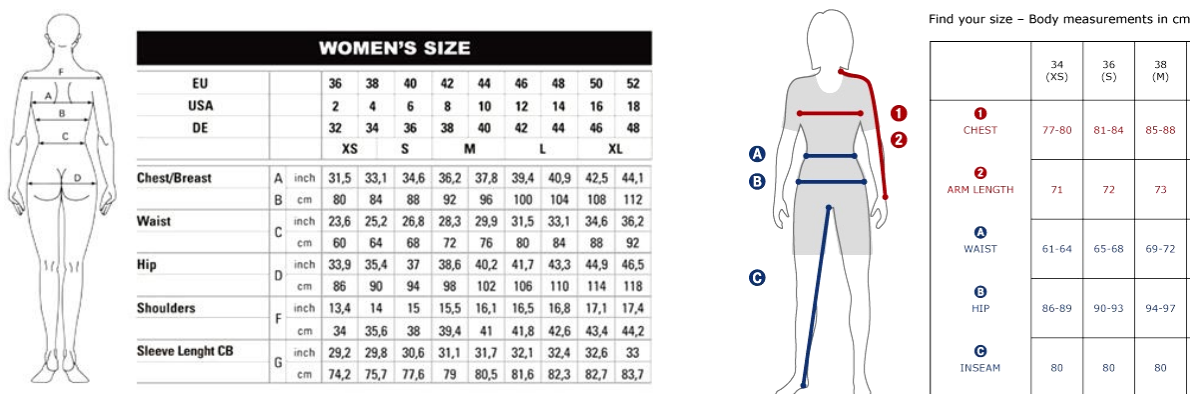 WOMEN'S SIZE
EU 36 38 40 42 44 46 48 50 52
USA 2 4 6 8 10 12 14 16 18
DE 32 34 36 38 40 42 44 46 48
XS S M L XL
Chest/Breast A inch 31,5 33,1 34,6 36,2 37,8 39,4 40,9 42,5 44,1
B cm 80 84 88 92 96 100 104 108 112
Waist C inch 23,6 25,2 26,8 28,3 29,9 31,5 33,1 34,6 36,2
cm 60 64 68 72 76 80 84 88 92
Hip D inch 33,9 35,4 37 38,6 40,2 41,7 43,3 44,9 46,5
cm 86 90 94 98 102 106 110 114 118
Shoulders F inch 13,4 14 15 15,5 16,1 16,5 16,8 17,1 17,4
cm 34 35,6 38 39,4 41 41,8 42,6 43,4 44,2
Sleeve Lenght CB G inch 29,2 29,8 30,6 31,1 31,7 32,1 32,4 32,6 33
cm 74,2 75,7 77,6 79 80,5 81,6 82,3 82,7 83,7
F
A
B
C
D
1
2
A
B
C
Find your size – Body measurements in cm
34 36 38
(XS) (S) (M)
1
CHEST 77-80 81-84 85-88
2
ARM LENGTH 71 72 73
A
WAIST 61-64 65-68 69-72
B
HIP 86-89 90-93 94-97
C
INSEAM 80 80 80